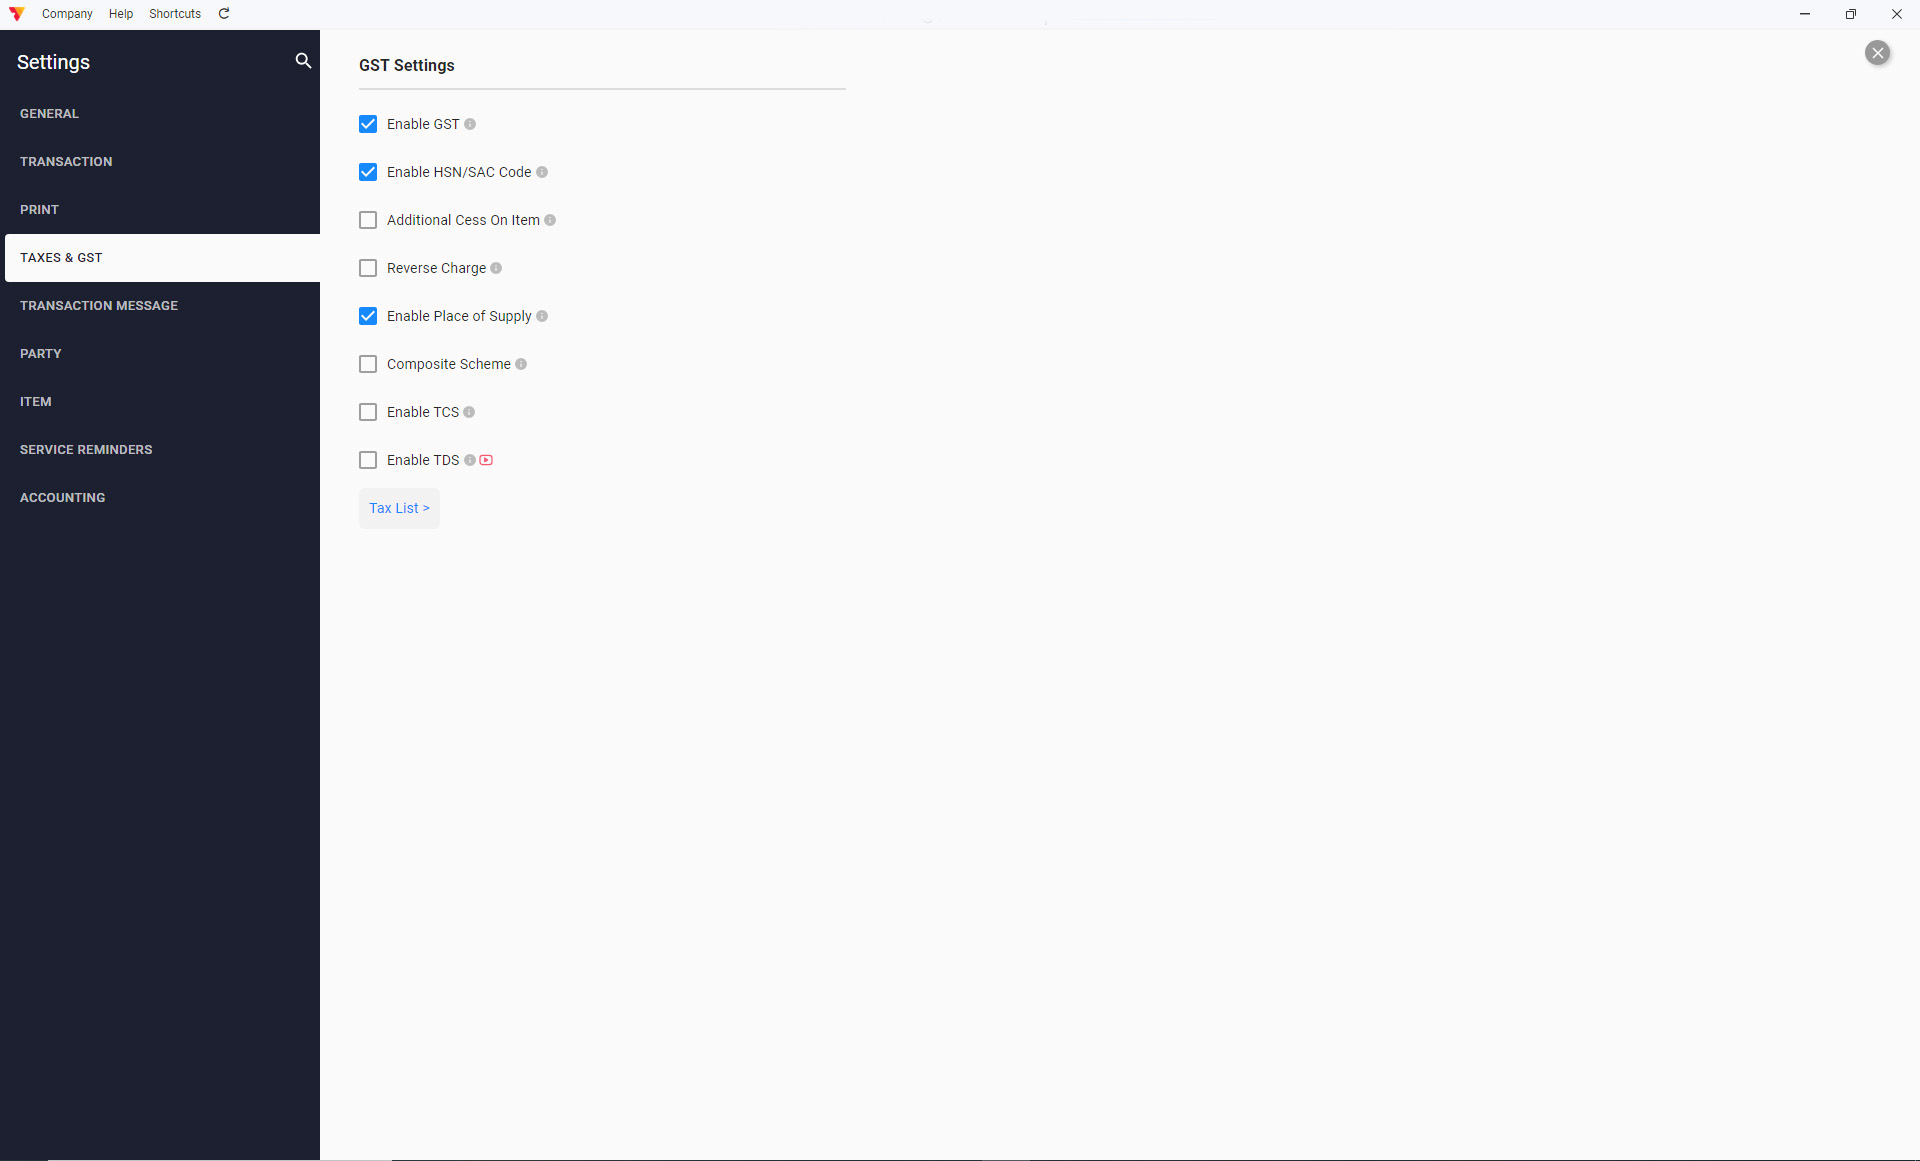 Company Help Shortcuts
Settings
GENERAL
TRANSACTION
PRINT
TAXES & GST
TRANSACTION MESSAGE
PARTY
ITEM
SERVICE REMINDERS
ACCOUNTING
GST Settings
Enable GST
Enable HSN/SAC Code
Additional Cess On Item
Reverse Charge
Enable Place of Supply
Composite Scheme
Enable TCS
Enable TDS
Tax List >